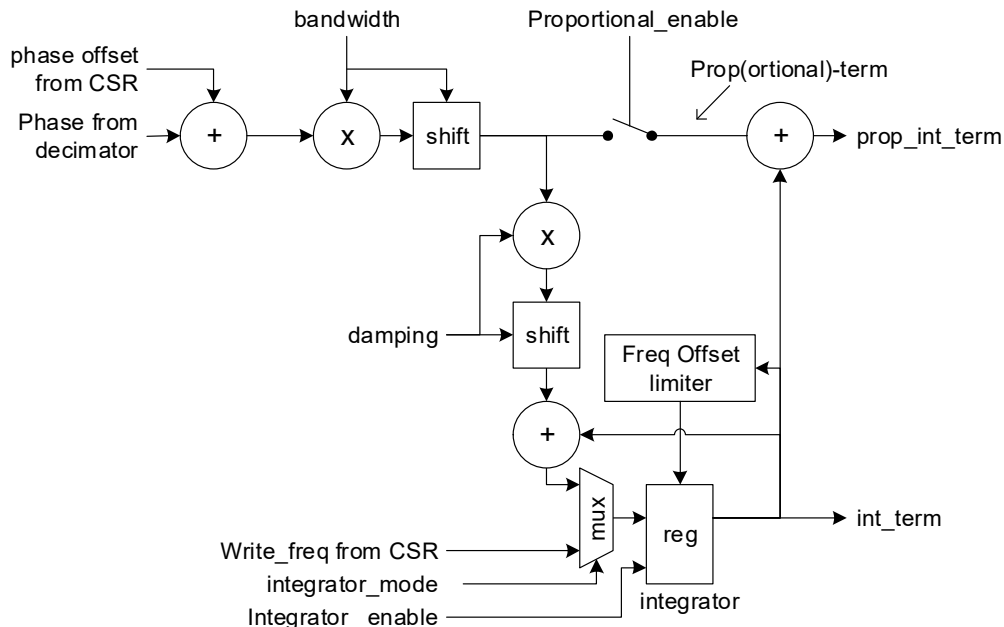 bandwidth
Proportional_enable
phase offset
from CSR
Prop(ortional)-term
Phase from
decimator
+
x
shift
+
prop_int_term
x
damping
shift
Freq Offset
limiter
+
mux
reg
int_term
Write_freq from CSR
integrator_mode
Integrator_ enable
integrator